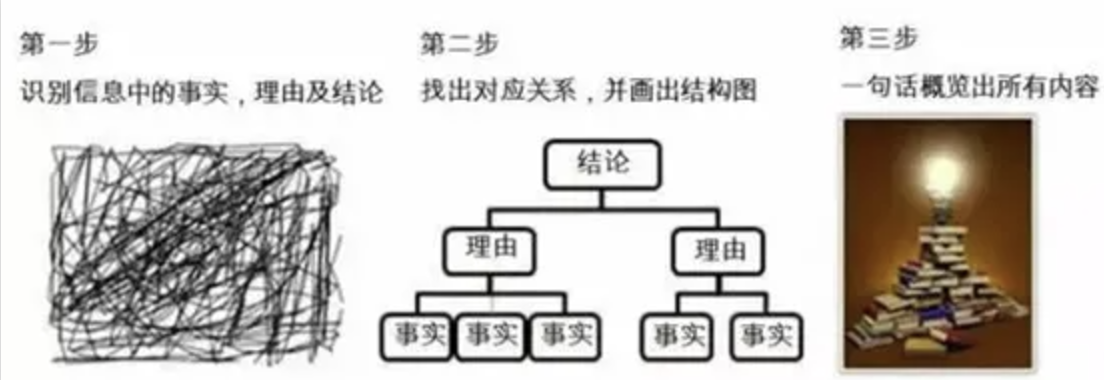 第一步
识别信息中的事实，理由及结论
第二步
找出对应关系，并画出结构图
结论
理由
理由
事实
事实
事实
事实
事实
第三步
一句话概览出所有内容